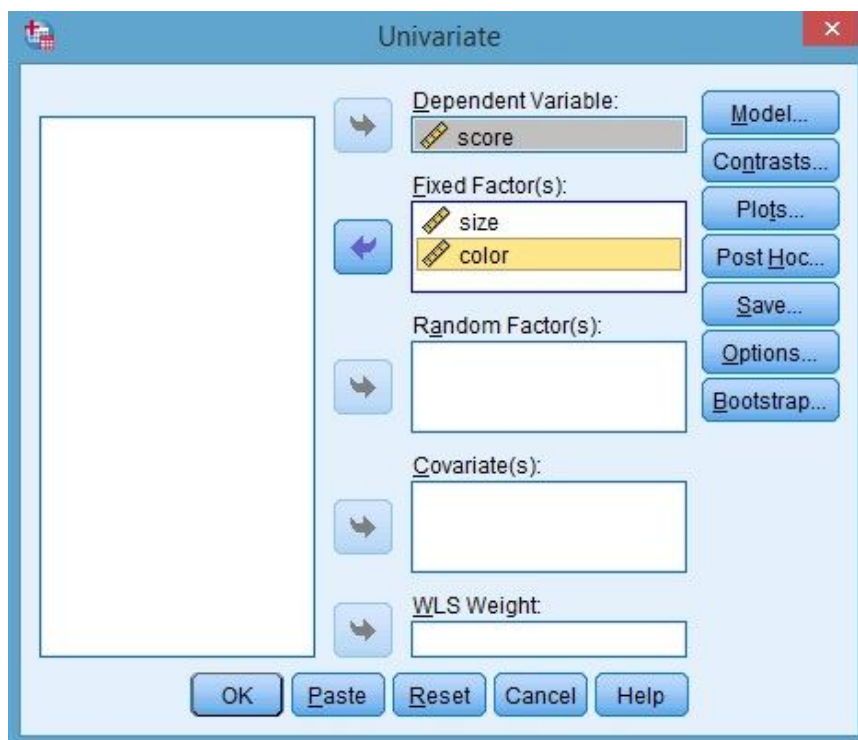 Univariate
Dependent Variable:
score
Fixed Factor(s):
size
color
Random Factor(s):
Covariate(s):
WLS Weight:
Model...
Contrasts...
Plots...
Post Hoc...
Save...
Options...
Bootstrap...
OK
Paste
Reset
Cancel
Help